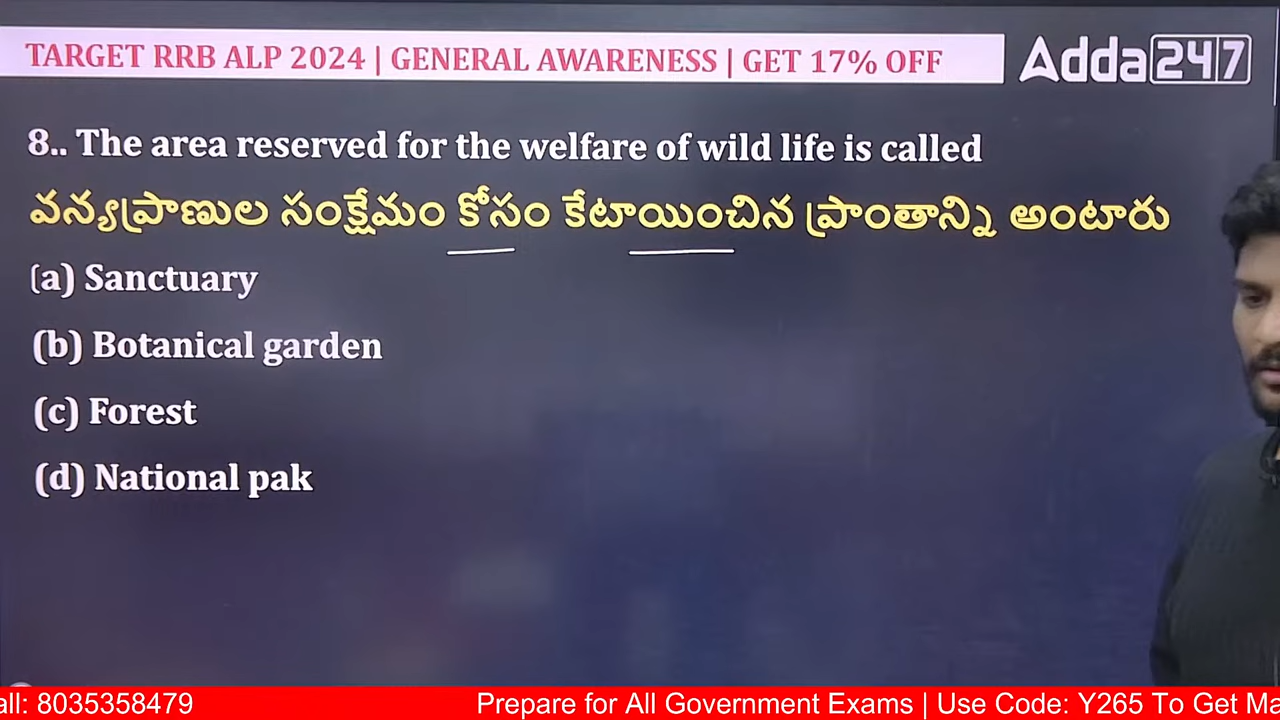 TARGET RRB ALP 2024 | GENERAL AWARENESS | GET 17% OFF
Adda247
8.. The area reserved for the welfare of wild life is called
వన్యప్రాణుల సంక్షేమం కోసం కేటాయించిన ప్రాంతాన్ని అంటారు
(a) Sanctuary
(b) Botanical garden
(c) Forest
(d) National pak
all: 8035358479 Prepare for All Government Exams | Use Code: Y265 To Get Ma